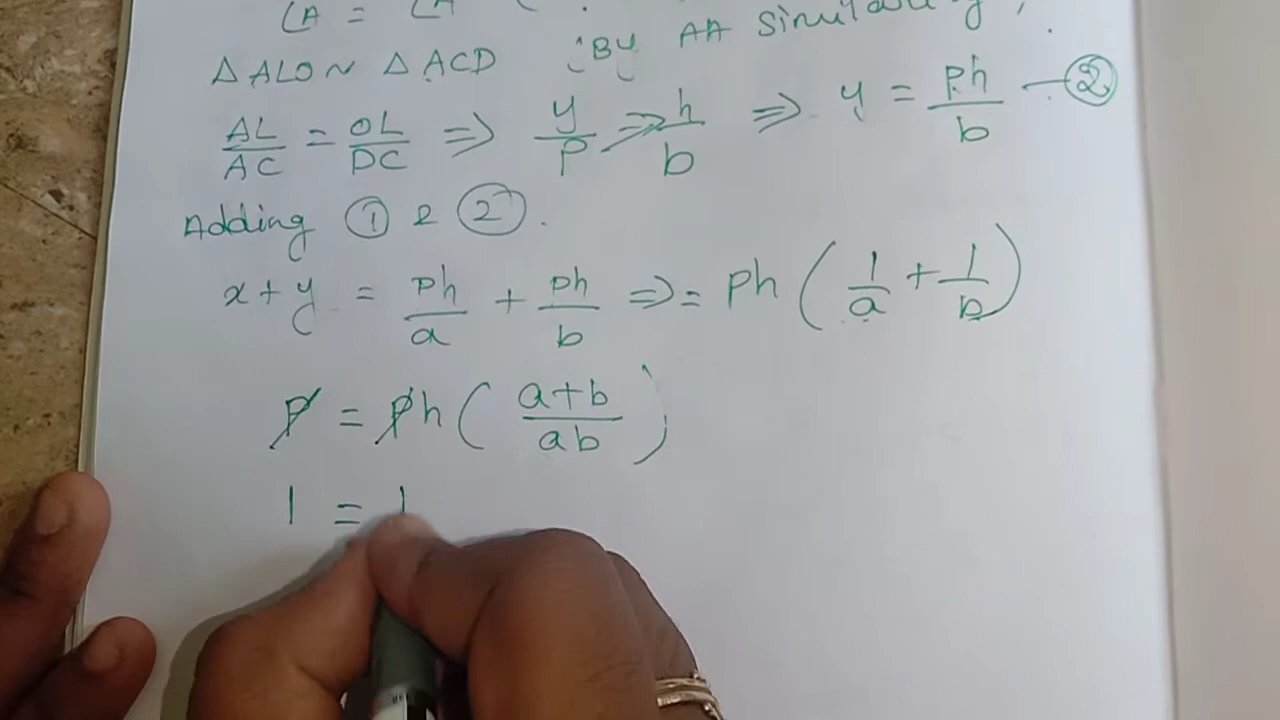 ∠A = ∠A
△ALO ~ △ACD (By AA Similarity)
AL/AC = OL/DC ⇒ y/P ⇒ h/b ⇒ y = ph/b — ②
Adding ① & ②.
x + y = ph/a + ph/b ⇒ = ph (1/a + 1/b)
p = ph ( a+b/ab )
1 =